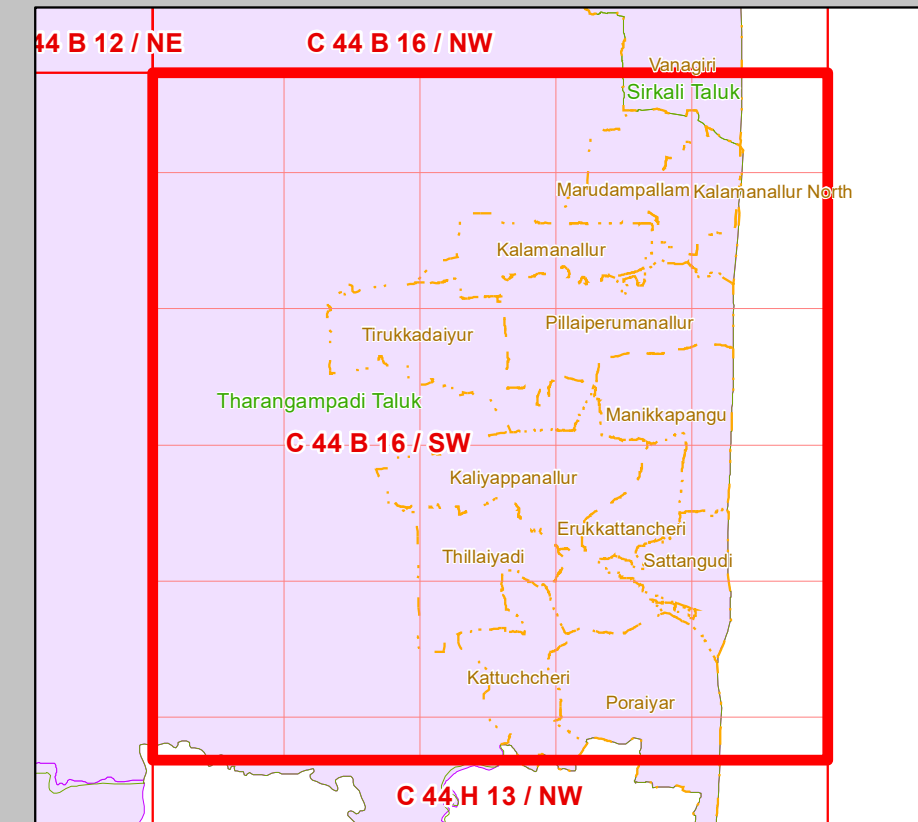 44 B 12 / NE
C 44 B 16 / NW
Vanagiri
Sirkali Taluk
Marudampallam
Kalamanallur North
Kalamanallur
Pillaiperumanallur
Tirukkadaiyur
Tharangampadi Taluk
Manikkapangu
C 44 B 16 / SW
Kaliyappanallur
Erukkattancheri
Thillaiyadi
Sattangudi
Kattuchcheri
Poraiyar
C 44 H 13 / NW